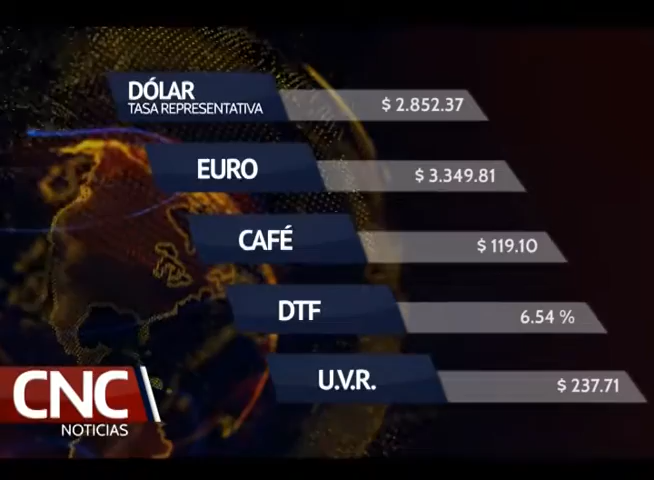 DÓLAR
TASA REPRESENTATIVA
$ 2.852.37
EURO
$ 3.349.81
CAFÉ
$ 119.10
DTF
6.54 %
U.V.R.
$ 237.71
CNC
NOTICIAS